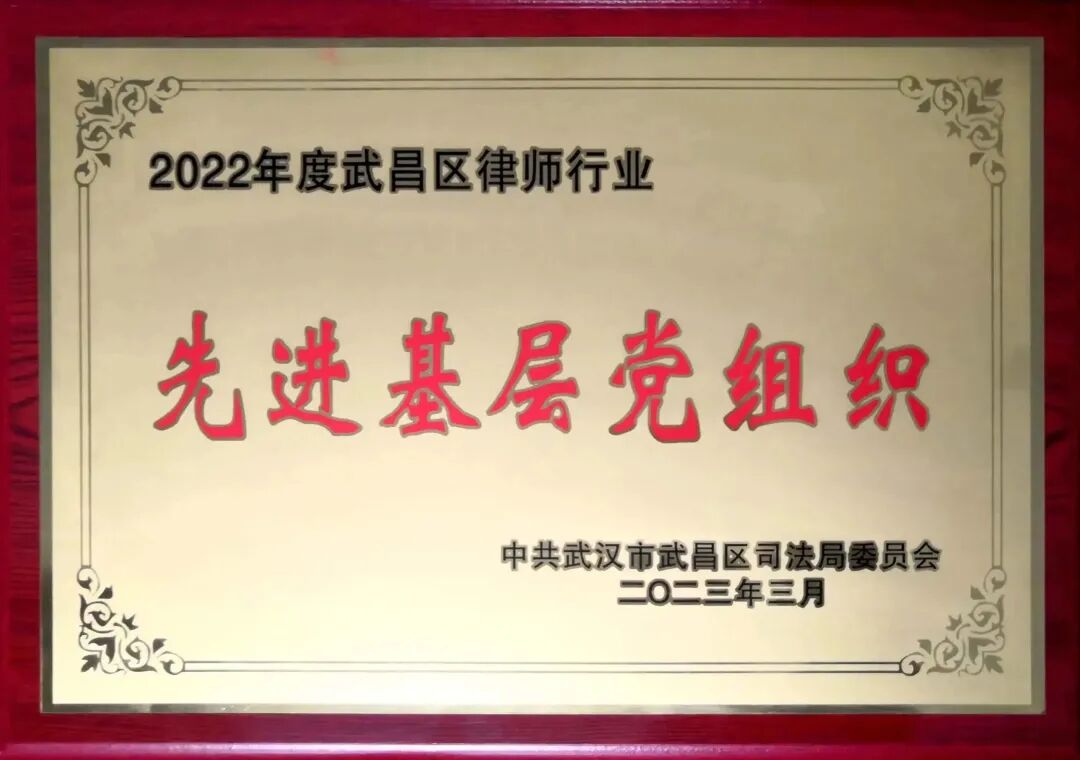 2022年度武昌区律师行业
先进基层党组织
中共武汉市武昌区司法局委员会
二〇二三年三月